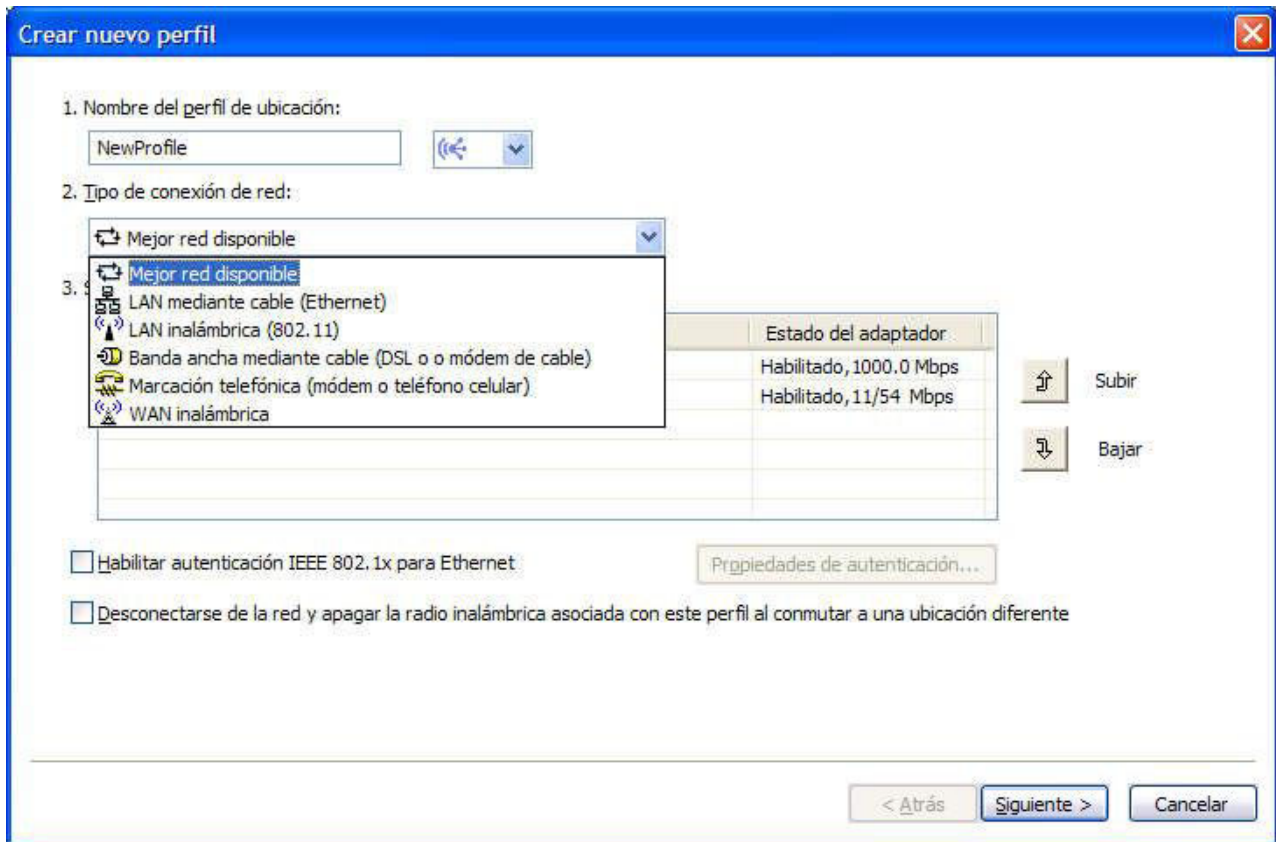 Crear nuevo perfil
1. Nombre del perfil de ubicación:
NewProfile
2. Tipo de conexión de red:
Mejor red disponible
Mejor red disponible
3.
LAN mediante cable (Ethernet)
LAN inalámbrica (802.11)
Estado del adaptador
Banda ancha mediante cable (DSL o o módem de cable)
Habilitado,1000.0 Mbps
Marcación telefónica (módem o teléfono celular)
Habilitado,11/54 Mbps
Subir
WAN inalámbrica
Bajar
Habilitar autenticación IEEE 802.1x para Ethernet
Propiedades de autenticación...
Desconectarse de la red y apagar la radio inalámbrica asociada con este perfil al conmutar a una ubicación diferente
< Atrás
Siguiente >
Cancelar